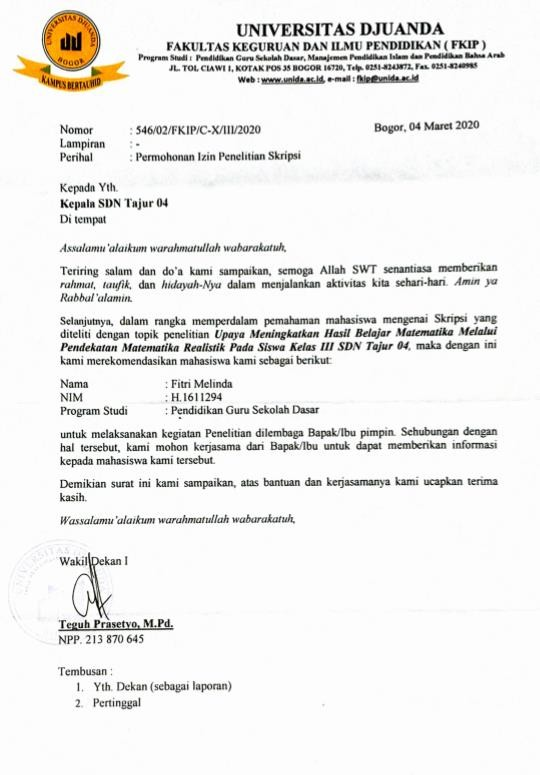 UNIVERSITAS DJUANDA
BOGOR
KAMPUS BERTAUHID
UNIVERSITAS DJUANDA
FAKULTAS KEGURUAN DAN ILMU PENDIDIKAN ( FKIP )
Program Studi : Pendidikan Guru Sekolah Dasar, Manajemen Pendidikan Islam dan Pendidikan Bahsa Arab
JL. TOL CIAWI 1, KOTAK POS 35 BOGOR 16720, Telp. 0251-8243872, Fax. 0251-8240985
Web : www.unida.ac.id, e-mail : fkip@unida.ac.id
Nomor : 546/02/FKIP/C-X/III/2020 Bogor, 04 Maret 2020
Lampiran : -
Perihal : Permohonan Izin Penelitian Skripsi
Kepada Yth.
Kepala SDN Tajur 04
Di tempat
Assalamu'alaikum warahmatullah wabarakatuh,
Teriring salam dan do'a kami sampaikan, semoga Allah SWT senantiasa memberikan
rahmat, taufik, dan hidayah-Nya dalam menjalankan aktivitas kita sehari-hari. Amin ya
Rabbal'alamin.
Selanjutnya, dalam rangka memperdalam pemahaman mahasiswa mengenai Skripsi yang
diteliti dengan topik penelitian Upaya Meningkatkan Hasil Belajar Matematika Melalui
Pendekatan Matematika Realistik Pada Siswa Kelas III SDN Tajur 04, maka dengan ini
kami merekomendasikan mahasiswa kami sebagai berikut:
Nama : Fitri Melinda
NIM : H.1611294
Program Studi : Pendidikan Guru Sekolah Dasar
untuk melaksanakan kegiatan Penelitian dilembaga Bapak/Ibu pimpin. Sehubungan dengan
hal tersebut, kami mohon kerjasama dari Bapak/Ibu untuk dapat memberikan informasi
kepada mahasiswa kami tersebut.
Demikian surat ini kami sampaikan, atas bantuan dan kerjasamanya kami ucapkan terima
kasih.
Wassalamu'alaikum warahmatullah wabarakatuh,
Wakil Dekan I
UNIVERSITAS DJUANDA
Teguh Prasetyo, M.Pd.
NPP. 213 870 645
Tembusan :
1. Yth. Dekan (sebagai laporan)
2. Pertinggal